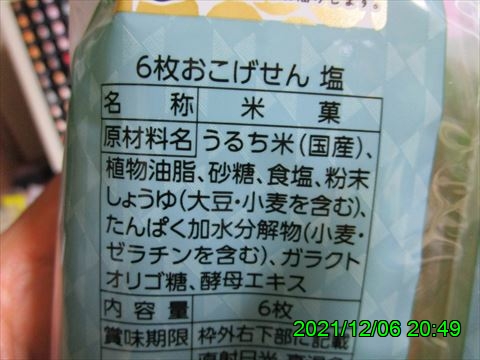 6枚おこげせん 塩
名称 米菓
原材料名 うるち米(国産)、
植物油脂、砂糖、食塩、粉末
しょうゆ(大豆・小麦を含む)、
たんぱく加水分解物(小麦・
ゼラチンを含む)、ガラクト
オリゴ糖、酵母エキス
内容量 6枚
賞味期限 枠外右下部に記載
2021/12/06 20:49